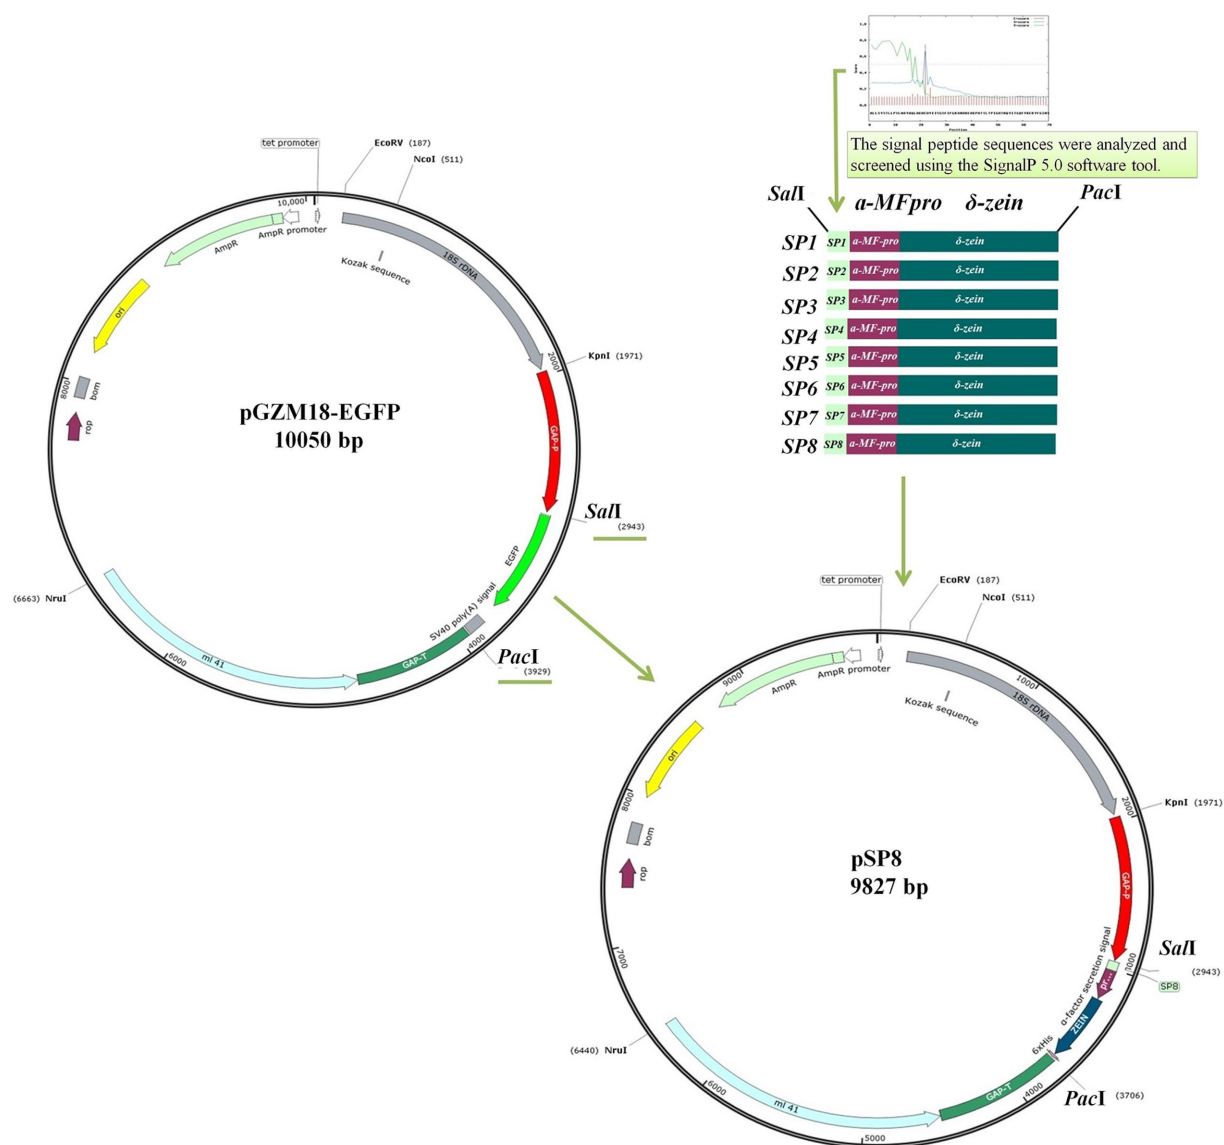 The signal peptide sequences were analyzed and
screened using the SignalP 5.0 software tool.
SalI
a-MFpro
δ-zein
PacI
SP1 SP1 a-MF-pro δ-zein
SP2 SP2 a-MF-pro δ-zein
SP3 SP3 a-MF-pro δ-zein
SP4 SP4 a-MF-pro δ-zein
SP5 SP5 a-MF-pro δ-zein
SP6 SP6 a-MF-pro δ-zein
SP7 SP7 a-MF-pro δ-zein
SP8 SP8 a-MF-pro δ-zein
tet promoter
EcoRV (187)
NcoI (511)
10,000
AmpR promoter
AmpR
18S rDNA
Kozak sequence
ori
KpnI (1971)
2000
8000
bom
rop
pGZM18-EGFP
10050 bp
GAP-P
SalI
(2943)
EGFP
SV40 poly(A) signal
4000
PacI
(3929)
GAP-T
(6663) NruI
6000
ml 41
tet promoter
EcoRV (187)
NcoI (511)
9000
AmpR promoter
AmpR
1000
18S rDNA
Kozak sequence
ori
8000
KpnI (1971)
2000
bom
rop
pSP8
9827 bp
GAP-P
SalI
(2943)
SP8
α-factor secretion signal
pr...
ZEIN
6xHis
PacI (3706)
4000
GAP-T
7000
(6440) NruI
6000
ml 41
5000